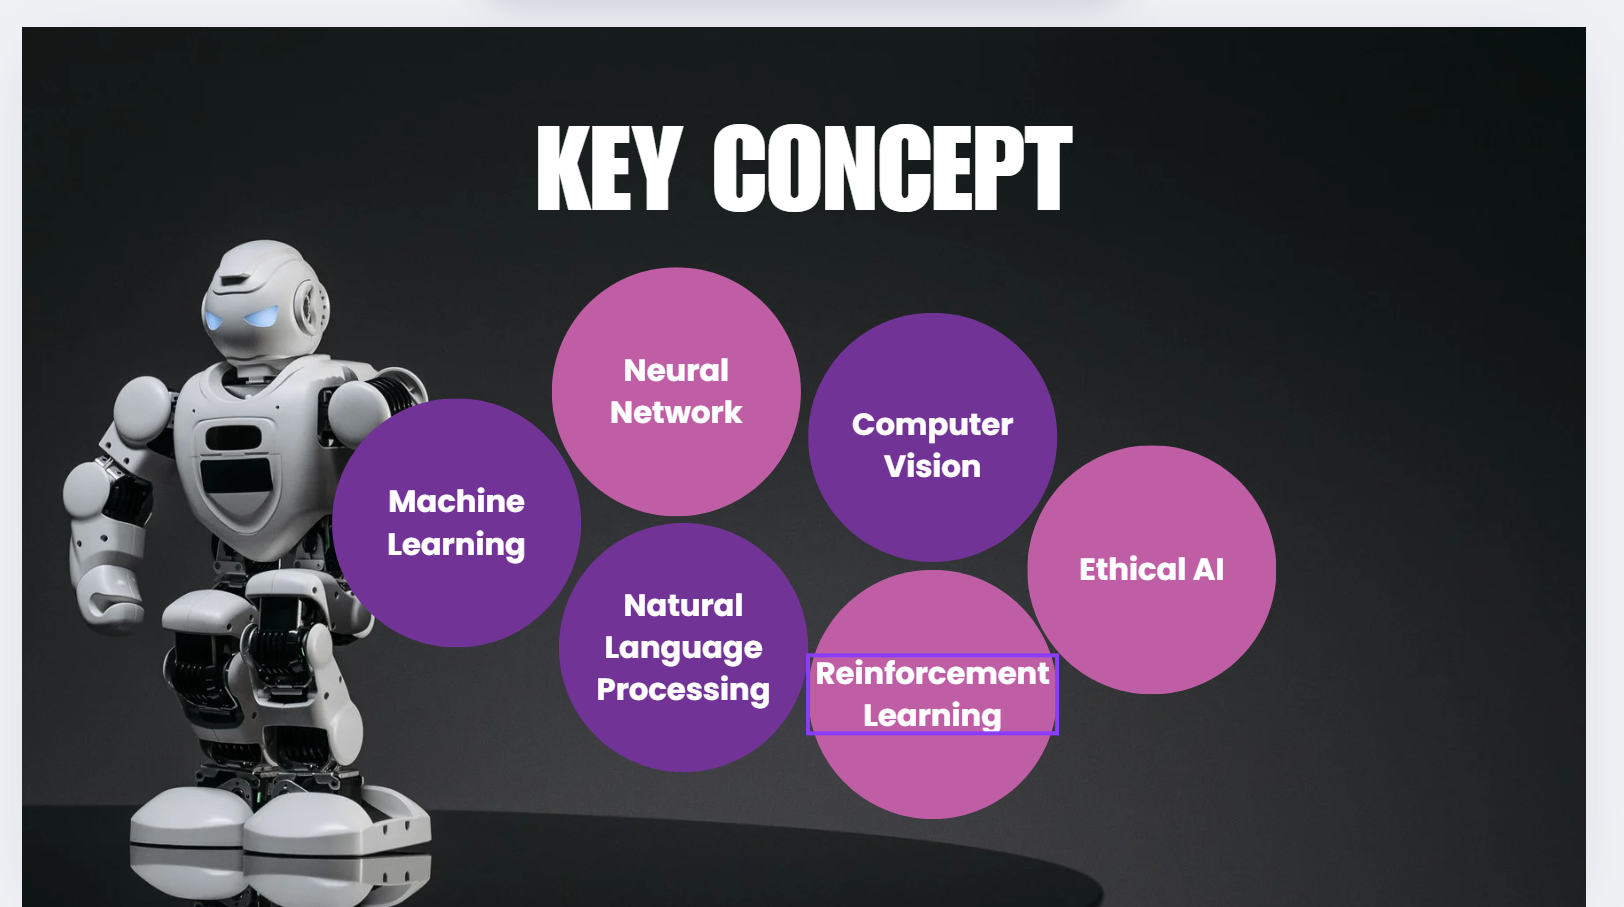 KEY CONCEPT
Neural
Network
Computer
Vision
Machine
Learning
Ethical AI
Natural
Language
Processing
Reinforcement
Learning